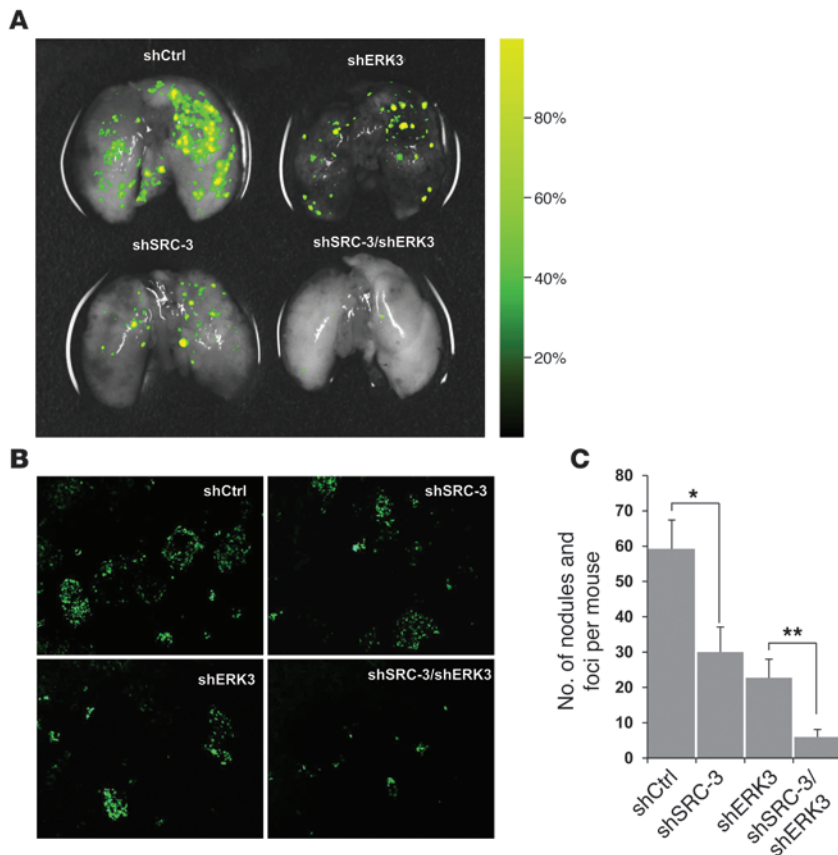 A
shCtrl
shERK3
shSRC-3
shSRC-3/shERK3
80%
60%
40%
20%
B
shCtrl
shSRC-3
shERK3
shSRC-3/shERK3
C
No. of nodules and
foci per mouse
80
70
60
50
40
30
20
10
0
*
**
shCtrl
shSRC-3
shERK3
shSRC-3/
shERK3